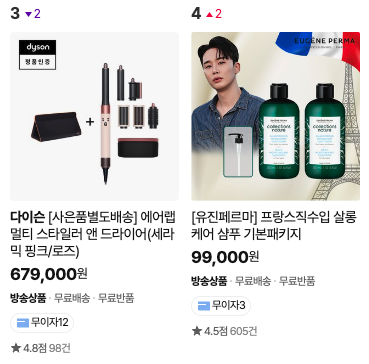 3 ▼2
dyson
정품인증
다이슨 [사은품별도배송] 에어랩
멀티 스타일러 앤 드라이어(세라
믹 핑크/로즈)
679,000원
방송상품 · 무료배송 · 무료반품
무이자12
★ 4.8점 98건
4 ▲2
EUGÈNE PERMA
collections
nature
collections
nature
[유진페르마] 프랑스직수입 살롱
케어 샴푸 기본패키지
99,000원
방송상품 · 무료배송 · 무료반품
무이자3
★ 4.5점 605건